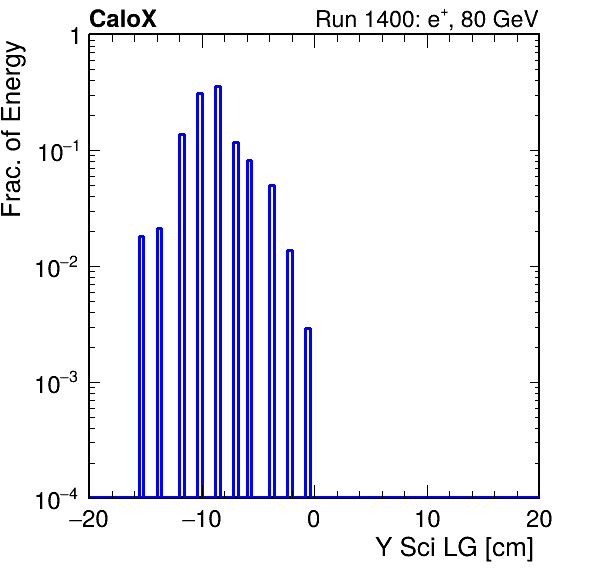 CaloX Run 1400: e⁺, 80 GeV
Frac. of Energy
1
10⁻¹
10⁻²
10⁻³
10⁻⁴
−20 −10 0 10 20
Y Sci LG [cm]